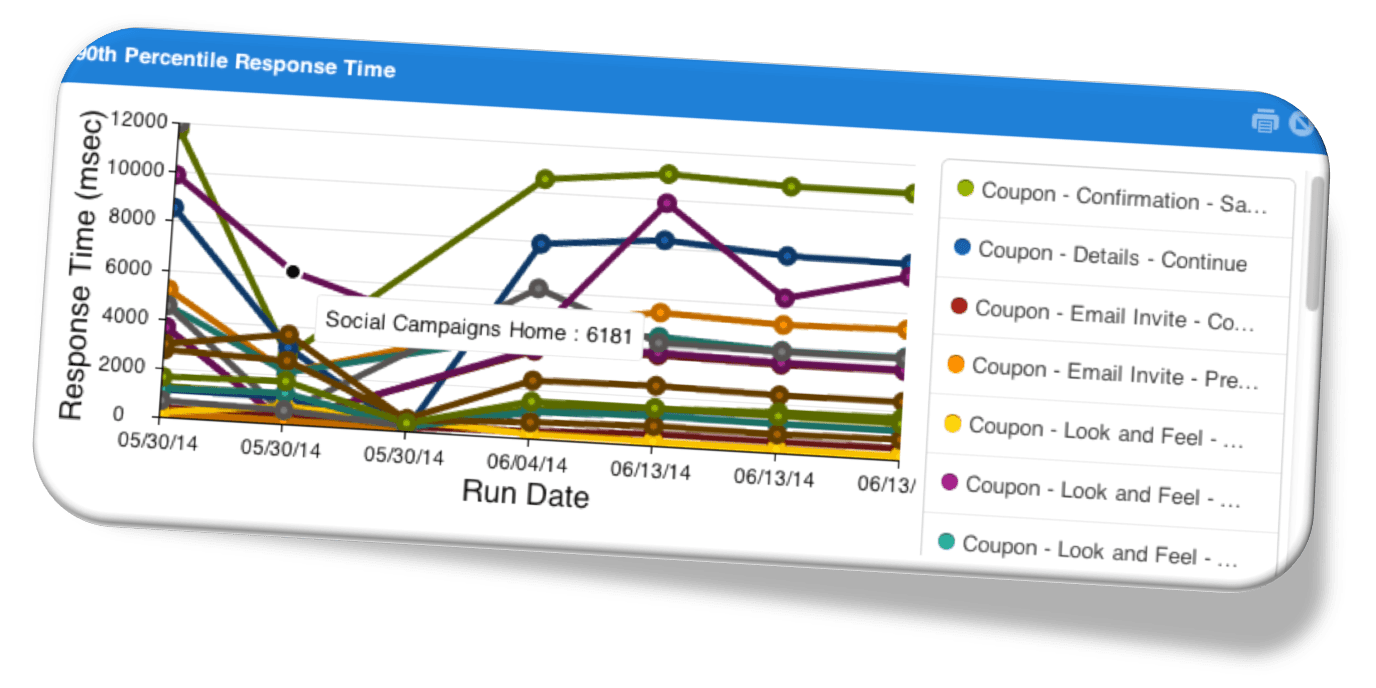 90th Percentile Response Time
Response Time (msec)
12000
10000
8000
6000
4000
2000
0
Social Campaigns Home : 6181
05/30/14
05/30/14
05/30/14
06/04/14
06/13/14
06/13/14
06/13/
Run Date
Coupon - Confirmation - Sa...
Coupon - Details - Continue
Coupon - Email Invite - Co...
Coupon - Email Invite - Pre...
Coupon - Look and Feel - ...
Coupon - Look and Feel - ...
Coupon - Look and Feel - ...